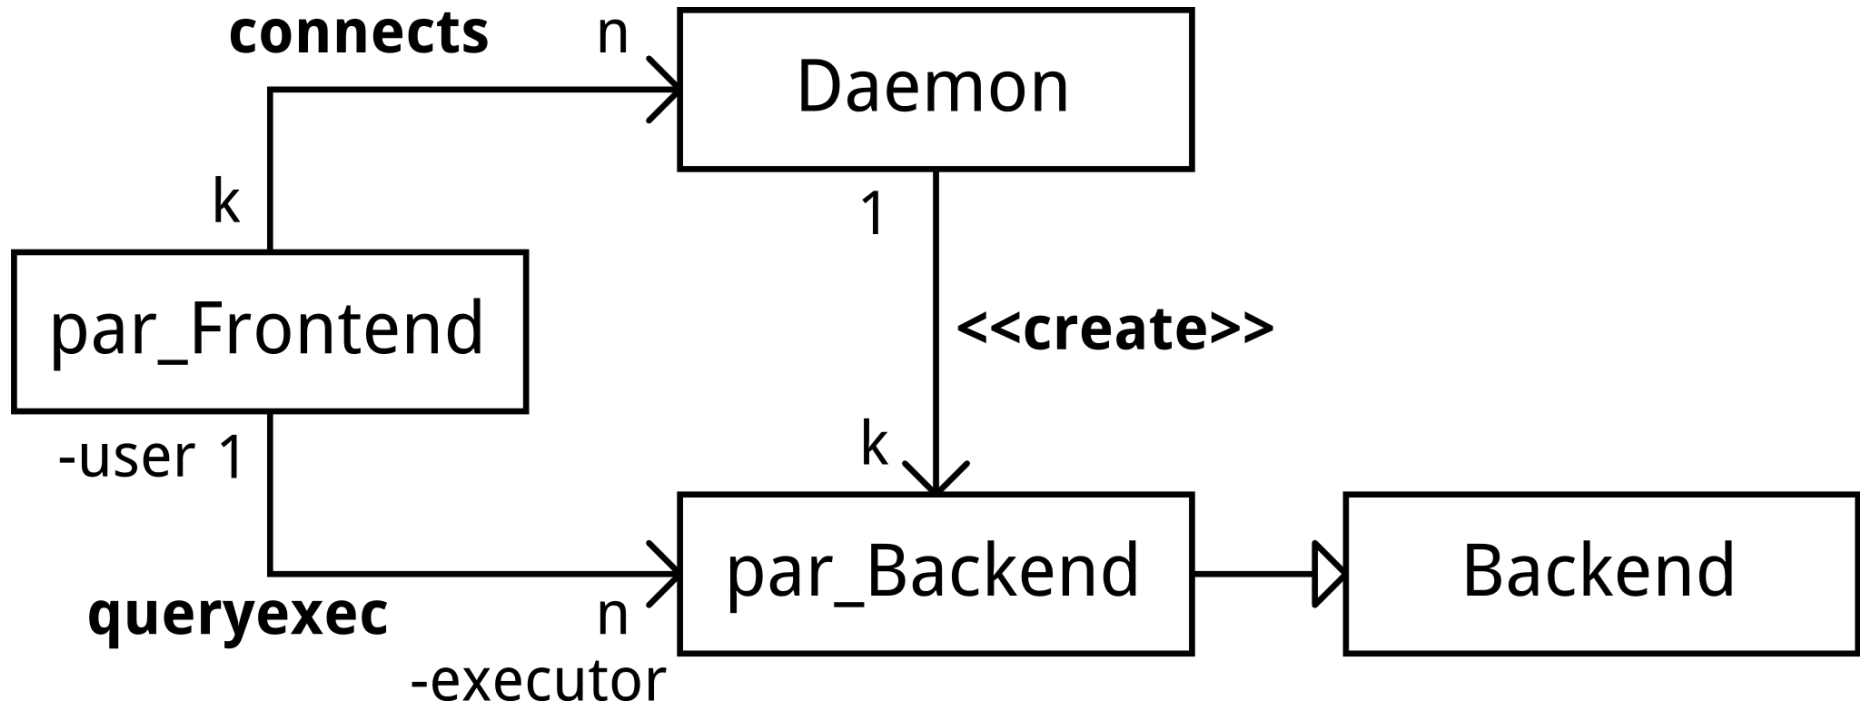 connects n
Daemon
k
1
par_Frontend
<<create>>
-user 1
k
par_Backend
Backend
queryexec n
-executor